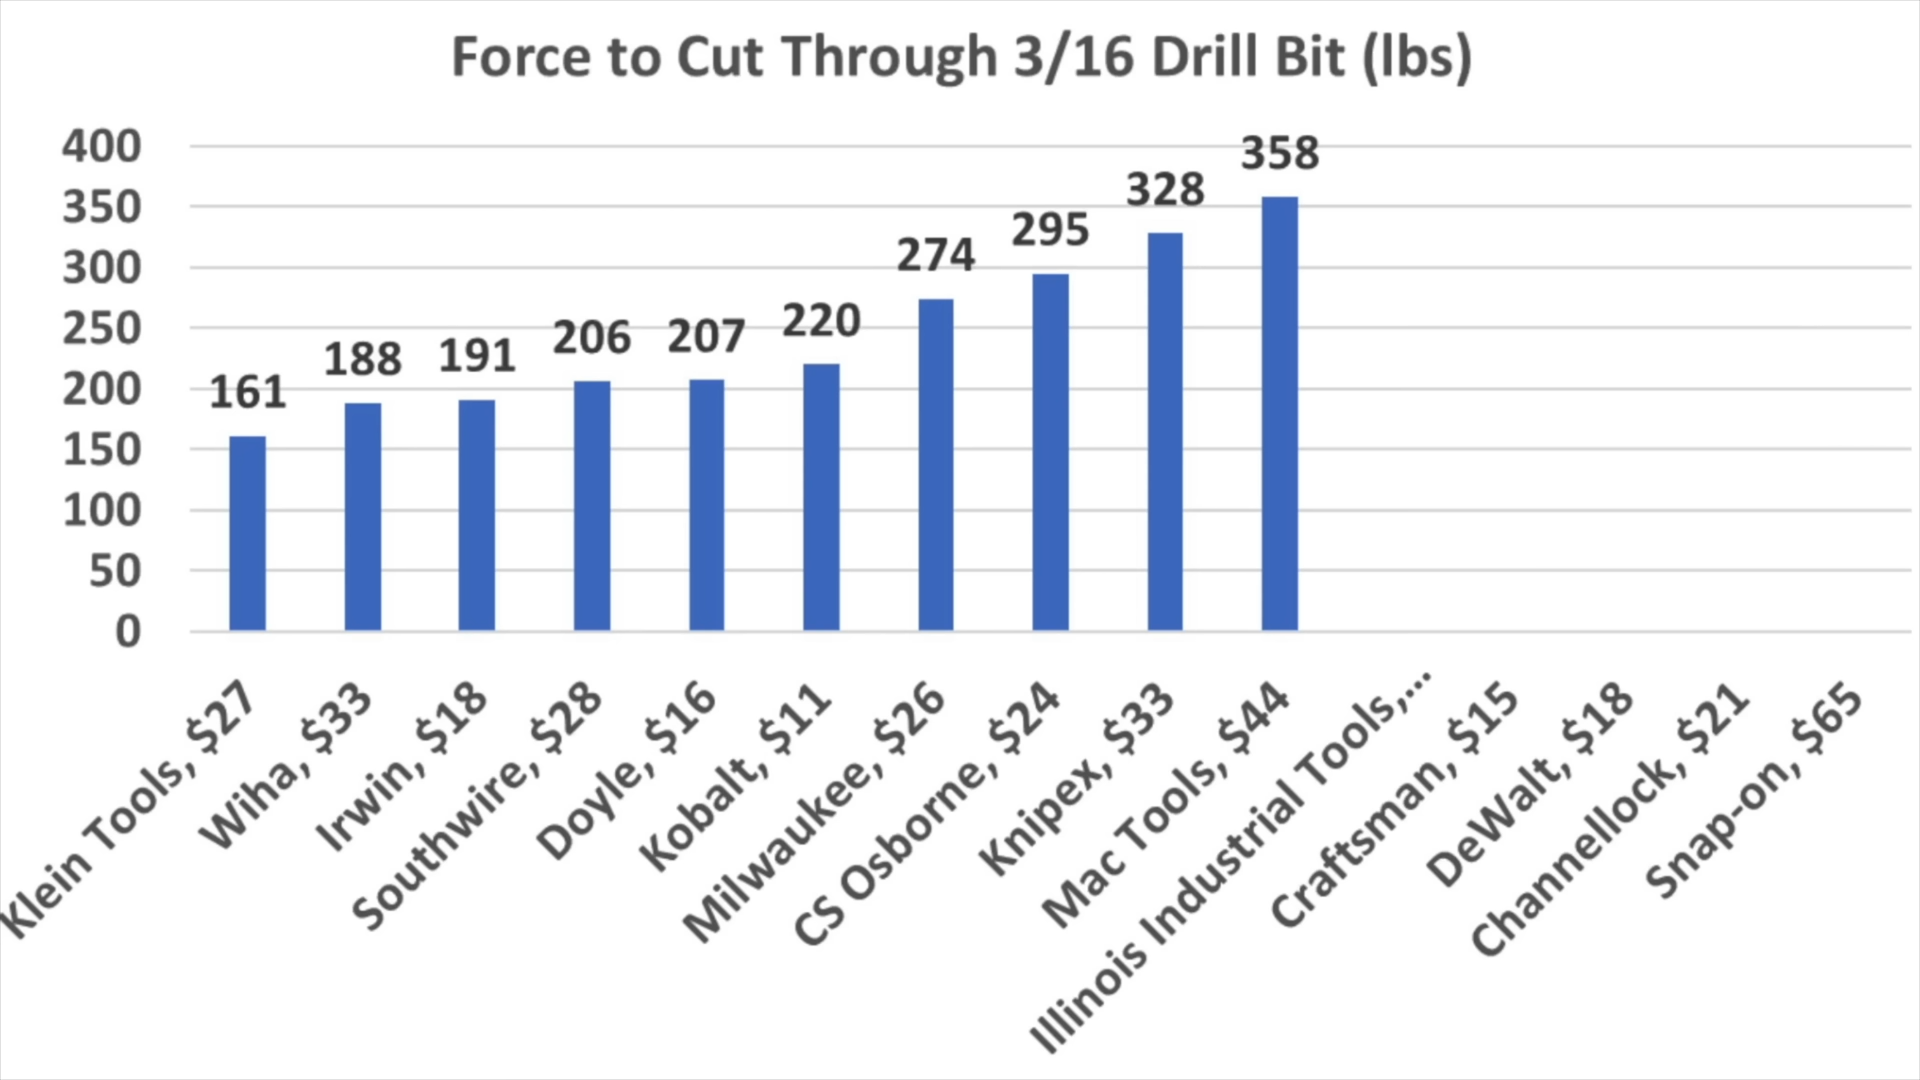 Force to Cut Through 3/16 Drill Bit (lbs)
400
350
300
250
200
150
100
50
0
161
188
191
206
207
220
274
295
328
358
Klein Tools, $27
Wiha, $33
Irwin, $18
Southwire, $28
Doyle, $16
Kobalt, $11
Milwaukee, $26
CS Osborne, $24
Knipex, $33
Mac Tools, $44
Illinois Industrial Tools,...
Craftsman, $15
DeWalt, $18
Channellock, $21
Snap-on, $65